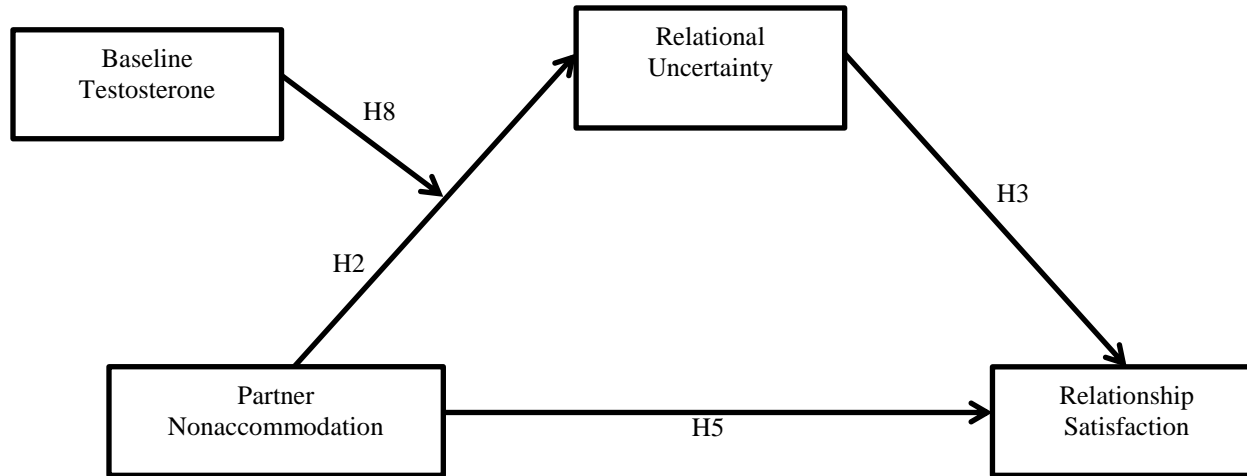 Baseline
Testosterone
Relational
Uncertainty
H8
H3
H2
Partner
Nonaccommodation
H5
Relationship
Satisfaction